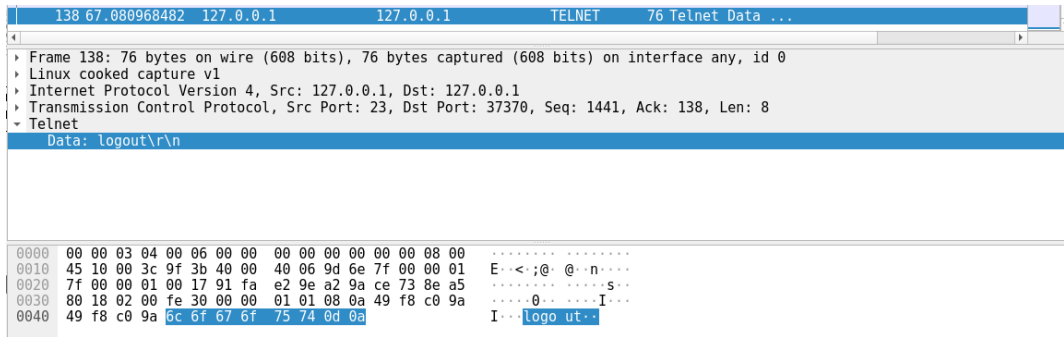 138 67.080968482 127.0.0.1 127.0.0.1 TELNET 76 Telnet Data ...
Frame 138: 76 bytes on wire (608 bits), 76 bytes captured (608 bits) on interface any, id 0
Linux cooked capture v1
Internet Protocol Version 4, Src: 127.0.0.1, Dst: 127.0.0.1
Transmission Control Protocol, Src Port: 23, Dst Port: 37370, Seq: 1441, Ack: 138, Len: 8
Telnet
Data: logout\r\n
0000 00 00 03 04 00 06 00 00 00 00 00 00 00 00 08 00 ········ ········
0010 45 10 00 3c 9f 3b 40 00 40 06 9d 6e 7f 00 00 01 E··<·;@· @··n····
0020 7f 00 00 01 00 17 91 fa e2 9e a2 9a ce 73 8e a5 ········ ·····s··
0030 80 18 02 00 fe 30 00 00 01 01 08 0a 49 f8 c0 9a ·····0·· ····I···
0040 49 f8 c0 9a 6c 6f 67 6f 75 74 0d 0a I···logo ut··